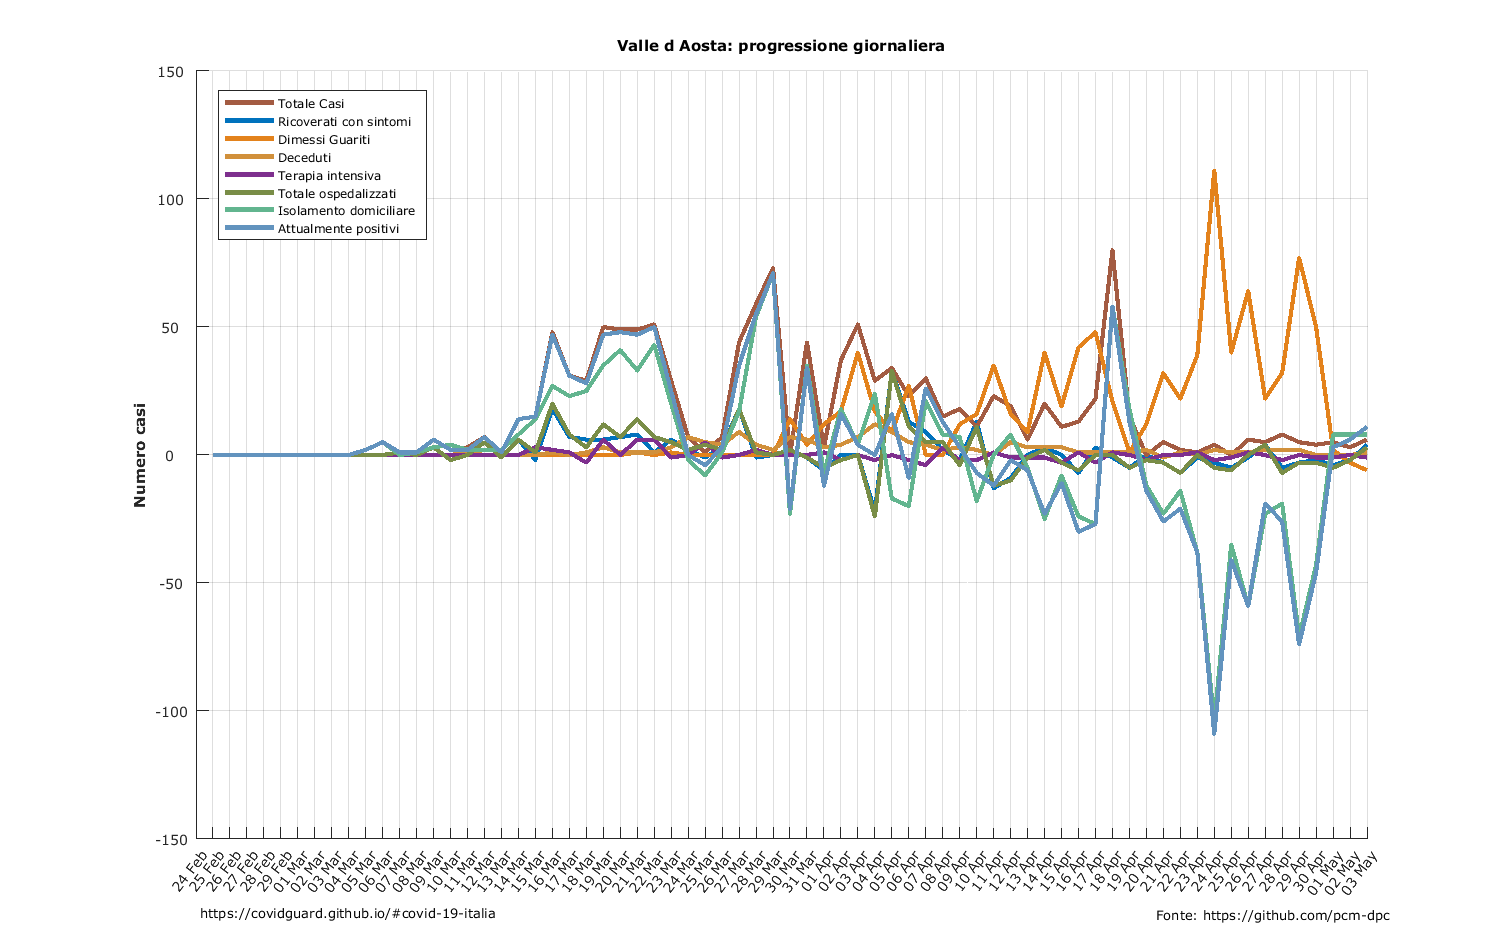 Valle d Aosta: progressione giornaliera
150
100
50
0
-50
-100
-150
Numero casi
Totale Casi
Ricoverati con sintomi
Dimessi Guariti
Deceduti
Terapia intensiva
Totale ospedalizzati
Isolamento domiciliare
Attualmente positivi
24 Feb
25 Feb
26 Feb
27 Feb
28 Feb
29 Feb
01 Mar
02 Mar
03 Mar
04 Mar
05 Mar
06 Mar
07 Mar
08 Mar
09 Mar
10 Mar
11 Mar
12 Mar
13 Mar
14 Mar
15 Mar
16 Mar
17 Mar
18 Mar
19 Mar
20 Mar
21 Mar
22 Mar
23 Mar
24 Mar
25 Mar
26 Mar
27 Mar
28 Mar
29 Mar
30 Mar
31 Mar
01 Apr
02 Apr
03 Apr
04 Apr
05 Apr
06 Apr
07 Apr
08 Apr
09 Apr
10 Apr
11 Apr
12 Apr
13 Apr
14 Apr
15 Apr
16 Apr
17 Apr
18 Apr
19 Apr
20 Apr
21 Apr
22 Apr
23 Apr
24 Apr
25 Apr
26 Apr
27 Apr
28 Apr
29 Apr
30 Apr
01 May
02 May
03 May
https://covidguard.github.io/#covid-19-italia
Fonte: https://github.com/pcm-dpc